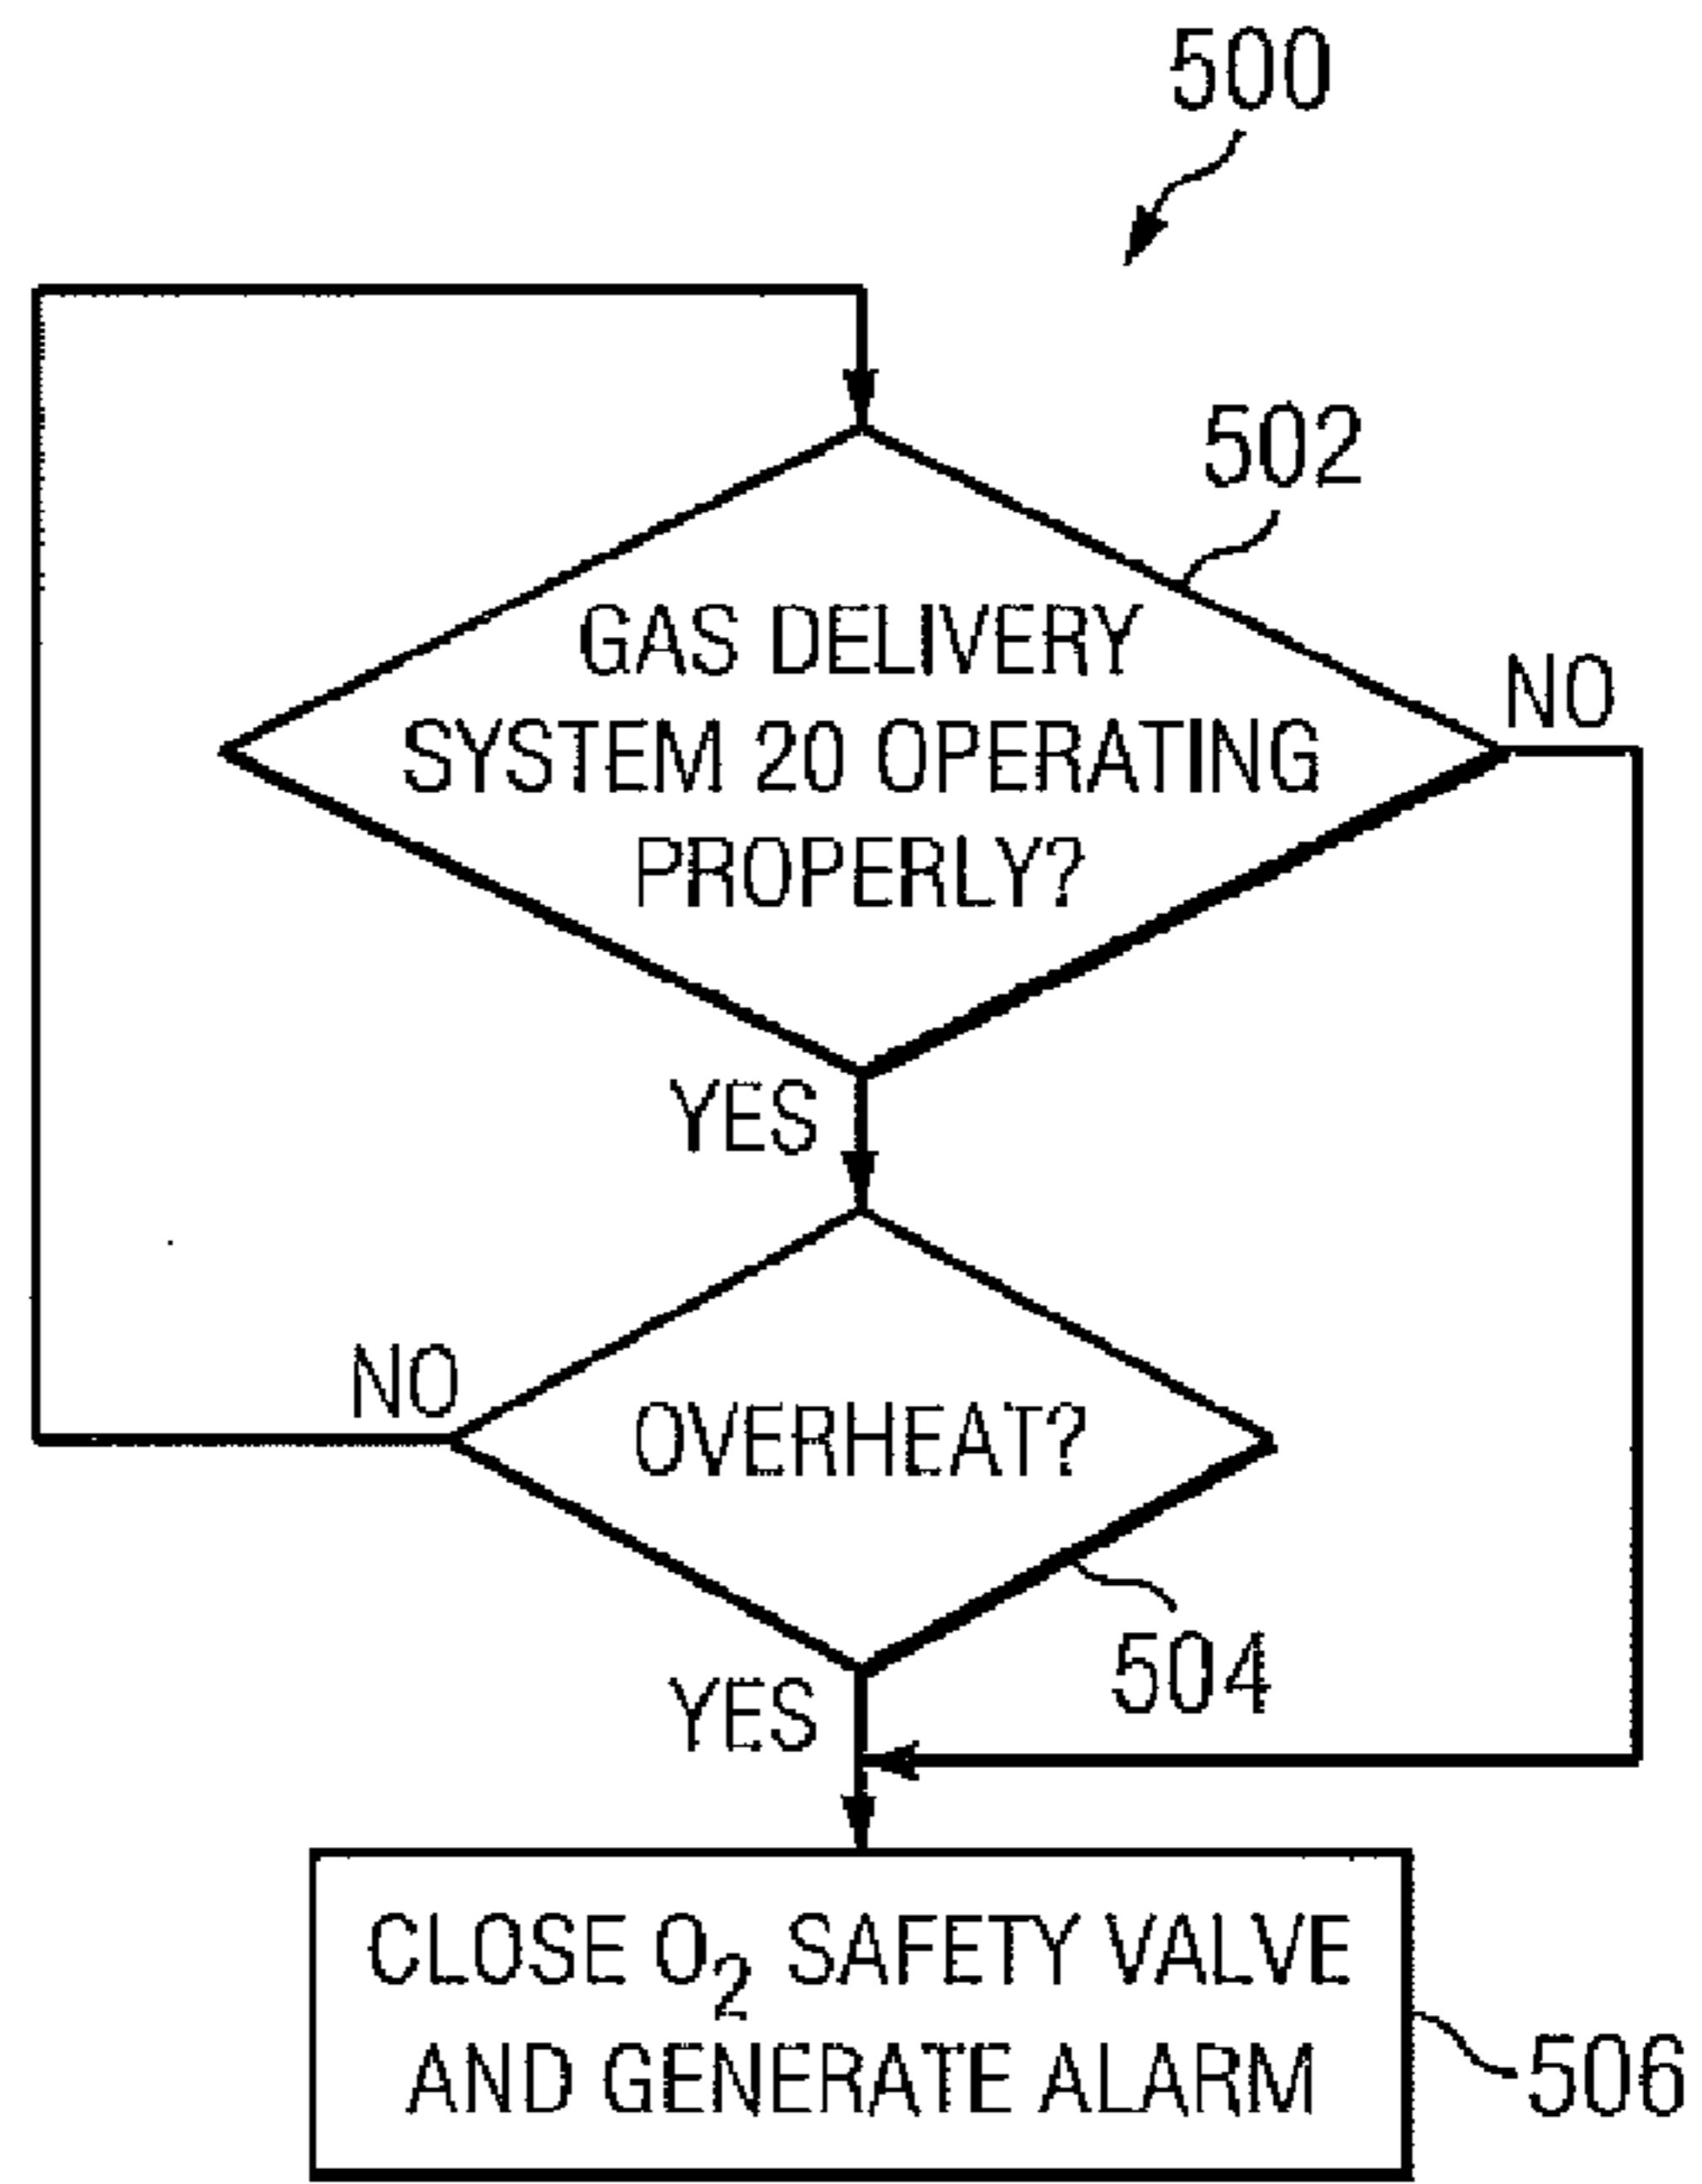 500
502
GAS DELIVERY
SYSTEM 20 OPERATING
PROPERLY?
NO
YES
NO
OVERHEAT?
504
YES
CLOSE O₂ SAFETY VALVE
AND GENERATE ALARM
506